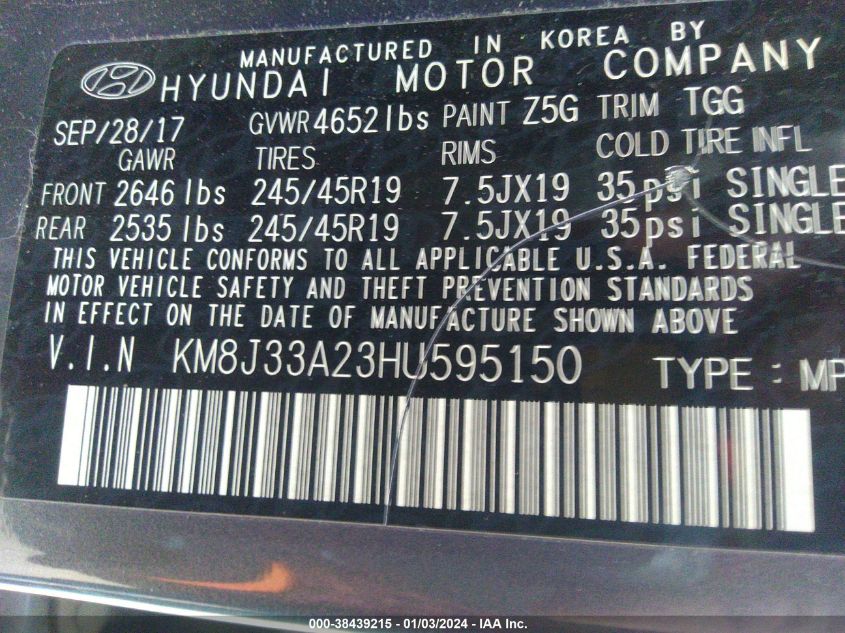 MANUFACTURED IN KOREA BY
HYUNDAI MOTOR COMPANY
SEP/28/17 GVWR 4652 lbs PAINT Z5G TRIM TGG
GAWR TIRES RIMS COLD TIRE INFL
FRONT 2646 lbs 245/45R19 7.5JX19 35psi SINGLE
REAR 2535 lbs 245/45R19 7.5JX19 35psi SINGLE
THIS VEHICLE CONFORMS TO ALL APPLICABLE U.S.A. FEDERAL
MOTOR VEHICLE SAFETY AND THEFT PREVENTION STANDARDS
IN EFFECT ON THE DATE OF MANUFACTURE SHOWN ABOVE
V.I.N KM8J33A23HU595150 TYPE : MP
000-38439215 - 01/03/2024 - IAA Inc.